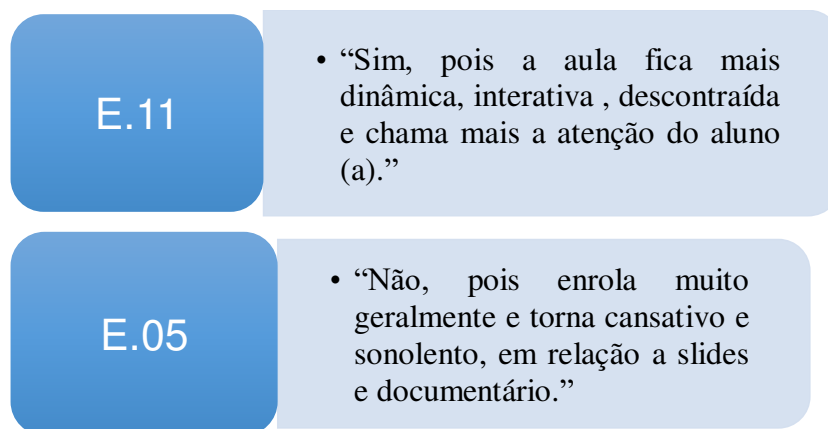 E.11
• “Sim, pois a aula fica mais
dinâmica, interativa , descontraída
e chama mais a atenção do aluno
(a).”
E.05
• “Não, pois enrola muito
geralmente e torna cansativo e
sonolento, em relação a slides
e documentário.”